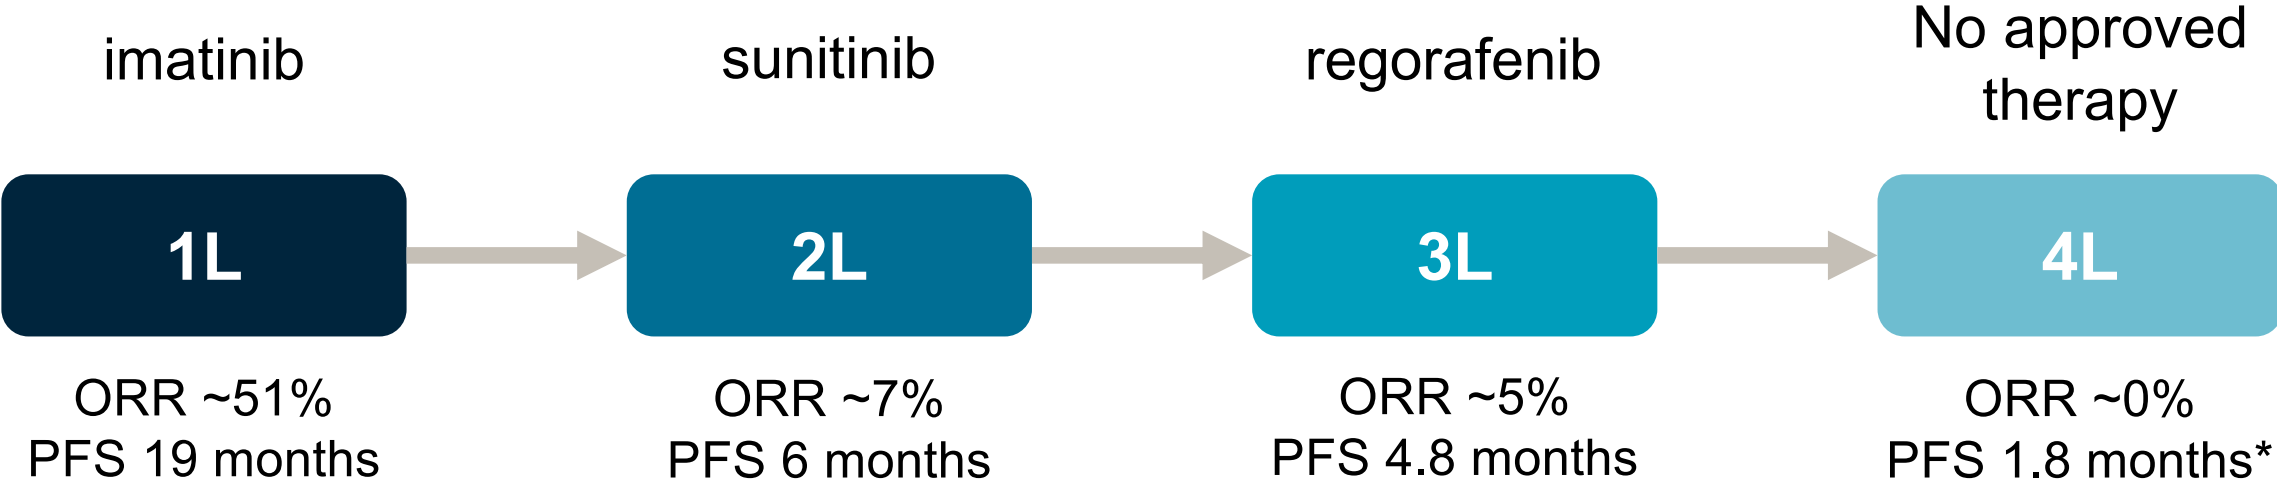 imatinib
sunitinib
regorafenib
No approved
therapy
1L
2L
3L
4L
ORR ~51%
PFS 19 months
ORR ~7%
PFS 6 months
ORR ~5%
PFS 4.8 months
ORR ~0%
PFS 1.8 months*